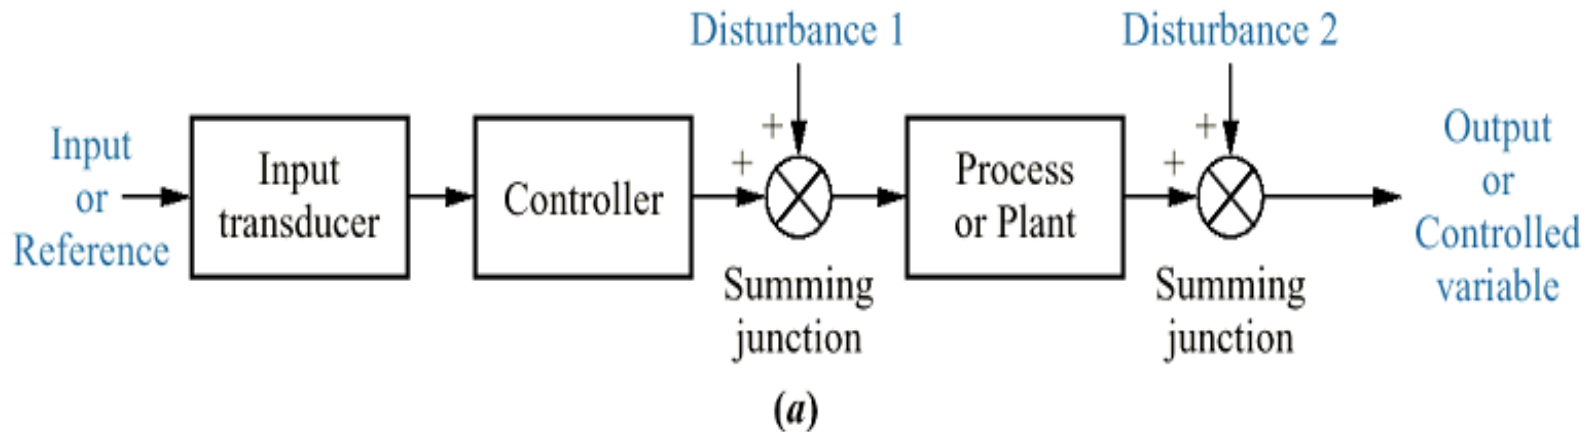 Disturbance 1
Disturbance 2
Input
or
Reference
Input
transducer
Controller
+
+
Process
or Plant
+
+
Output
or
Controlled
variable
Summing
junction
Summing
junction
(a)